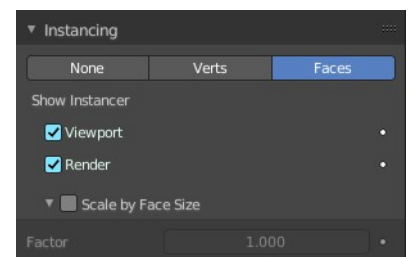 Instancing
None Verts Faces
Show Instancer
Viewport
Render
Scale by Face Size
Factor 1.000